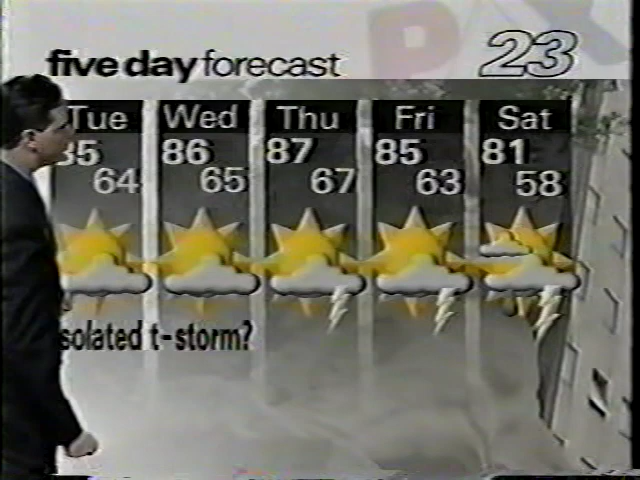 five day forecast 23
Tue Wed Thu Fri Sat
85 86 87 85 81
64 65 67 63 58
solated t-storm?